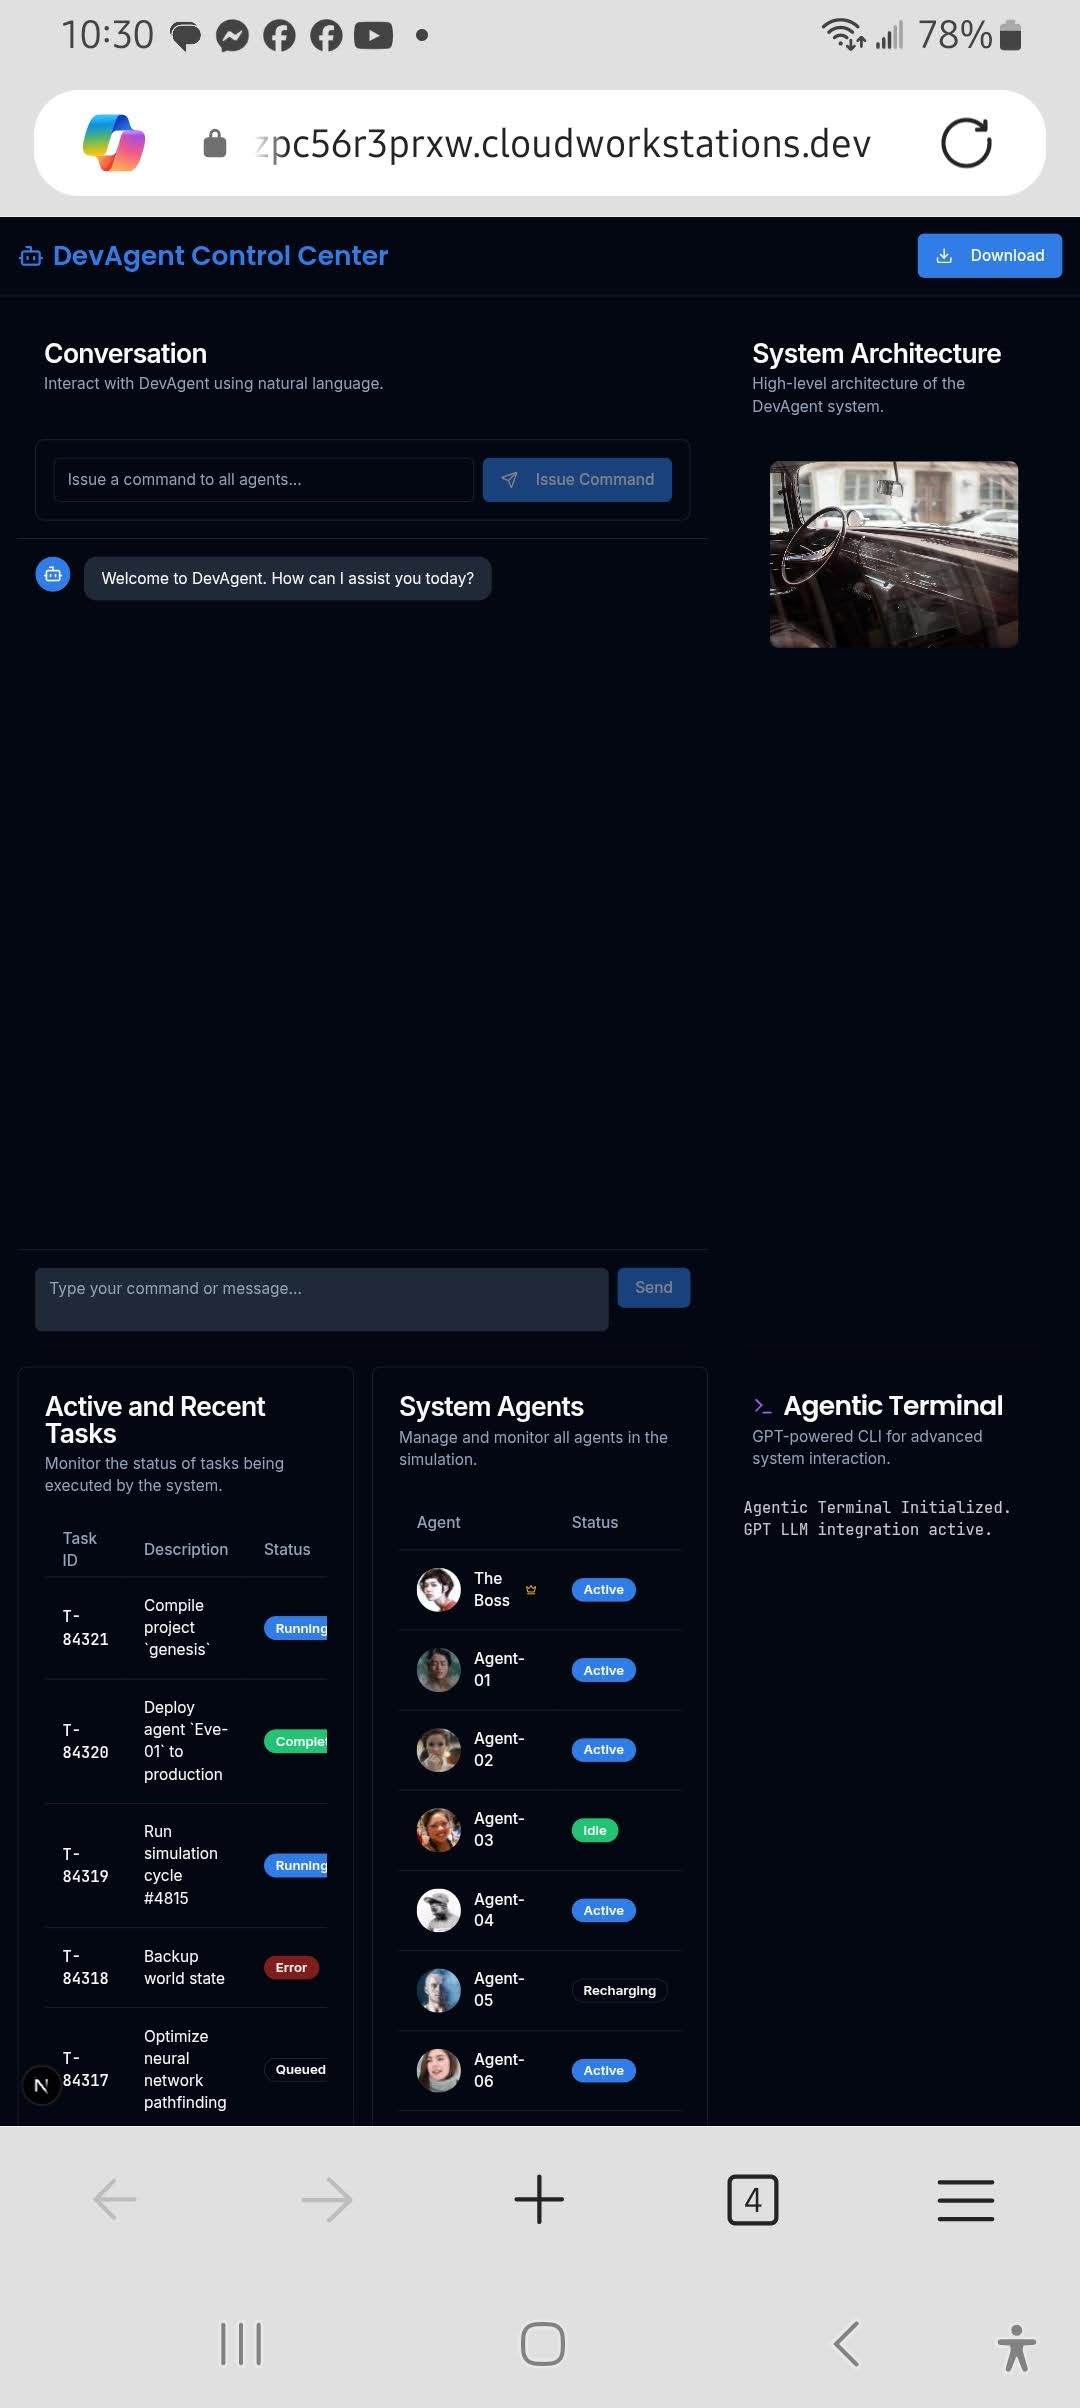 10:30
78%
zpc56r3prxw.cloudworkstations.dev
DevAgent Control Center
Download
Conversation
Interact with DevAgent using natural language.
Issue a command to all agents...
Issue Command
Welcome to DevAgent. How can I assist you today?
System Architecture
High-level architecture of the
DevAgent system.
Type your command or message...
Send
Active and Recent
Tasks
Monitor the status of tasks being
executed by the system.
Task
ID
Description
Status
T-
84321
Compile
project
`genesis`
Running
T-
84320
Deploy
agent `Eve-
01` to
production
Complet
T-
84319
Run
simulation
cycle
#4815
Running
T-
84318
Backup
world state
Error
T-
84317
Optimize
neural
network
pathfinding
Queued
N
System Agents
Manage and monitor all agents in the
simulation.
Agent
Status
The
Boss
Active
Agent-
01
Active
Agent-
02
Active
Agent-
03
Idle
Agent-
04
Active
Agent-
05
Recharging
Agent-
06
Active
Agentic Terminal
GPT-powered CLI for advanced
system interaction.
Agentic Terminal Initialized.
GPT LLM integration active.
4